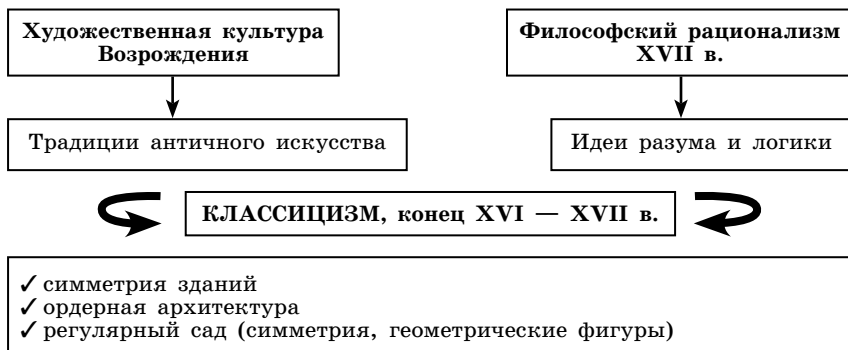 Художественная культура
Возрождения
Философский рационализм
XVII в.
Традиции античного искусства
Идеи разума и логики
КЛАССИЦИЗМ, конец XVI — XVII в.
✓ симметрия зданий
✓ ордерная архитектура
✓ регулярный сад (симметрия, геометрические фигуры)